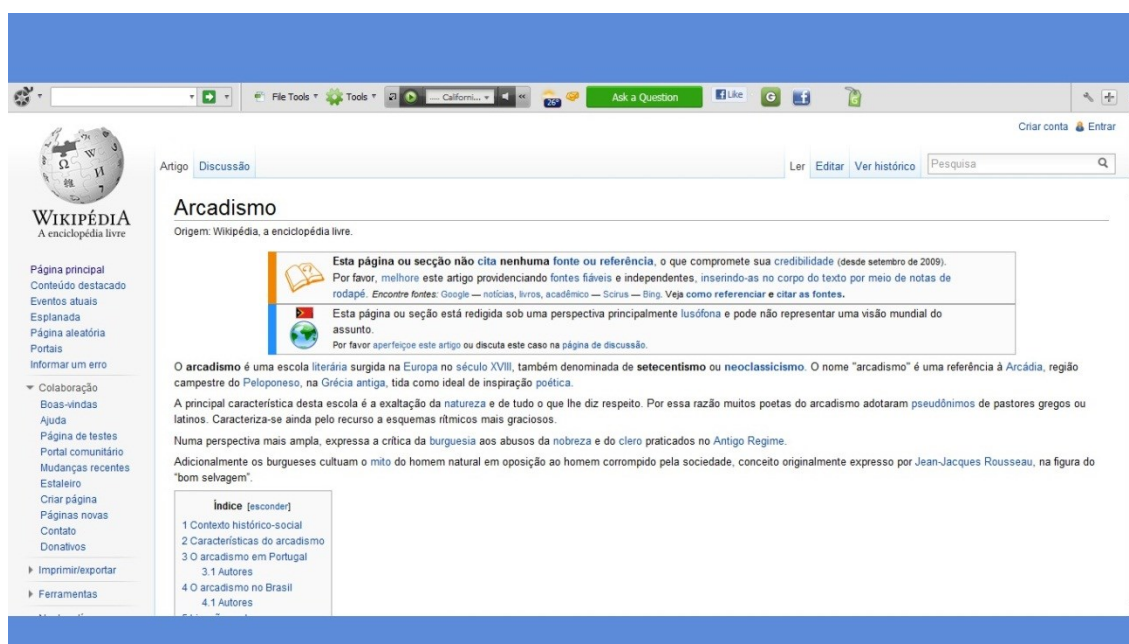 File Tools
Tools
Californi...
26°
Ask a Question
Like
G
Criar conta
Entrar
Artigo
Discussão
Ler
Editar
Ver histórico
Pesquisa
WIKIPÉDIA
A enciclopédia livre
Página principal
Conteúdo destacado
Eventos atuais
Esplanada
Página aleatória
Portais
Informar um erro
Colaboração
Boas-vindas
Ajuda
Página de testes
Portal comunitário
Mudanças recentes
Estaleiro
Criar página
Páginas novas
Contato
Donativos
Imprimir/exportar
Ferramentas
Arcadismo
Origem: Wikipédia, a enciclopédia livre.
Esta página ou secção não cita nenhuma fonte ou referência, o que compromete sua credibilidade (desde setembro de 2009).
Por favor, melhore este artigo providenciando fontes fiáveis e independentes, inserindo-as no corpo do texto por meio de notas de
rodapé. Encontre fontes: Google — notícias, livros, acadêmico — Scirus — Bing. Veja como referenciar e citar as fontes.
Esta página ou seção está redigida sob uma perspectiva principalmente lusófona e pode não representar uma visão mundial do
assunto.
Por favor aperfeiçoe este artigo ou discuta este caso na página de discussão.
O arcadismo é uma escola literária surgida na Europa no século XVIII, também denominada de setecentismo ou neoclassicismo. O nome "arcadismo" é uma referência à Arcádia, região
campestre do Peloponeso, na Grécia antiga, tida como ideal de inspiração poética.
A principal característica desta escola é a exaltação da natureza e de tudo o que lhe diz respeito. Por essa razão muitos poetas do arcadismo adotaram pseudônimos de pastores gregos ou
latinos. Caracteriza-se ainda pelo recurso a esquemas rítmicos mais graciosos.
Numa perspectiva mais ampla, expressa a crítica da burguesia aos abusos da nobreza e do clero praticados no Antigo Regime.
Adicionalmente os burgueses cultuam o mito do homem natural em oposição ao homem corrompido pela sociedade, conceito originalmente expresso por Jean-Jacques Rousseau, na figura do
"bom selvagem".
Índice [esconder]
1 Contexto histórico-social
2 Características do arcadismo
3 O arcadismo em Portugal
3.1 Autores
4 O arcadismo no Brasil
4.1 Autores